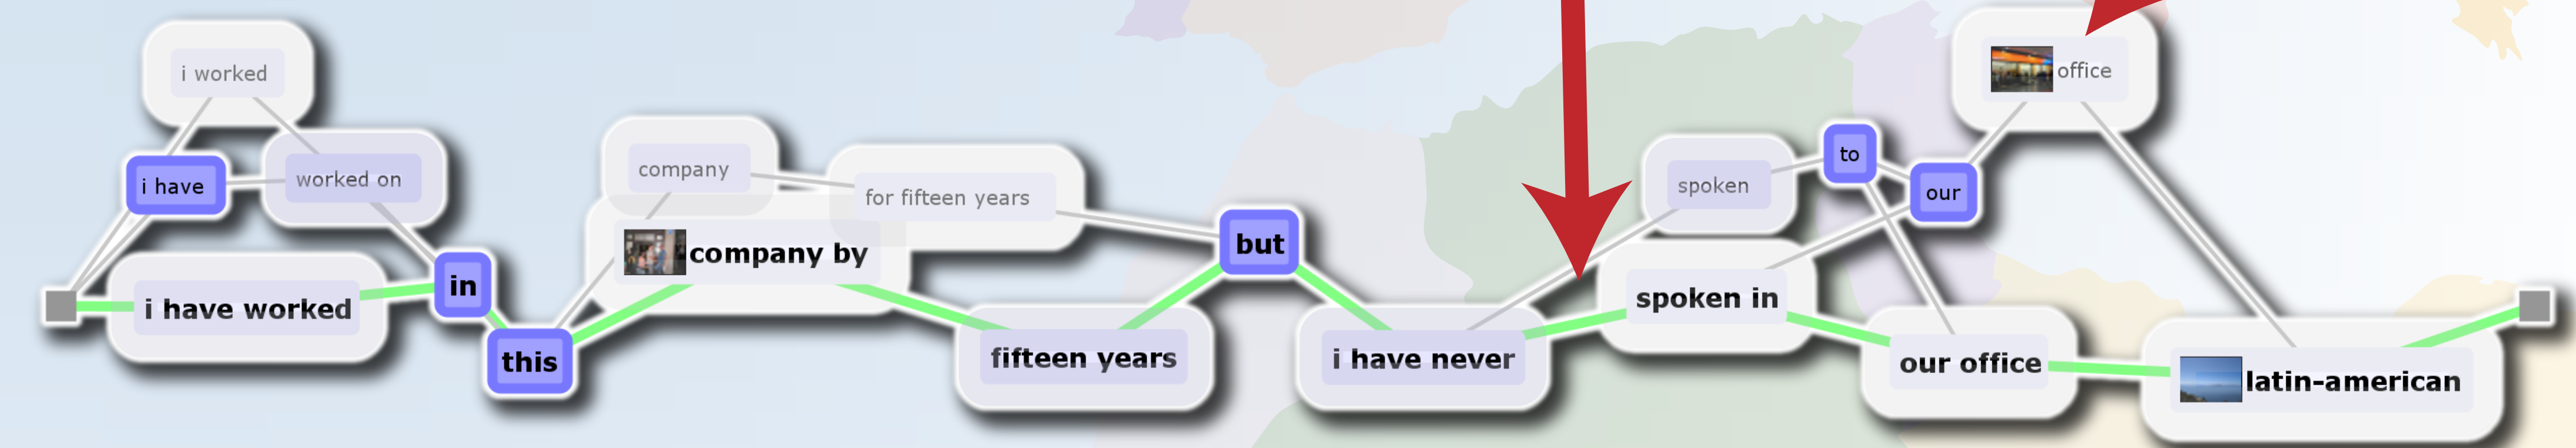 i worked
i have
worked on
i have worked
in
this
company
for fifteen years
company by
fifteen years
but
i have never
spoken
to
our
office
spoken in
our office
latin-american